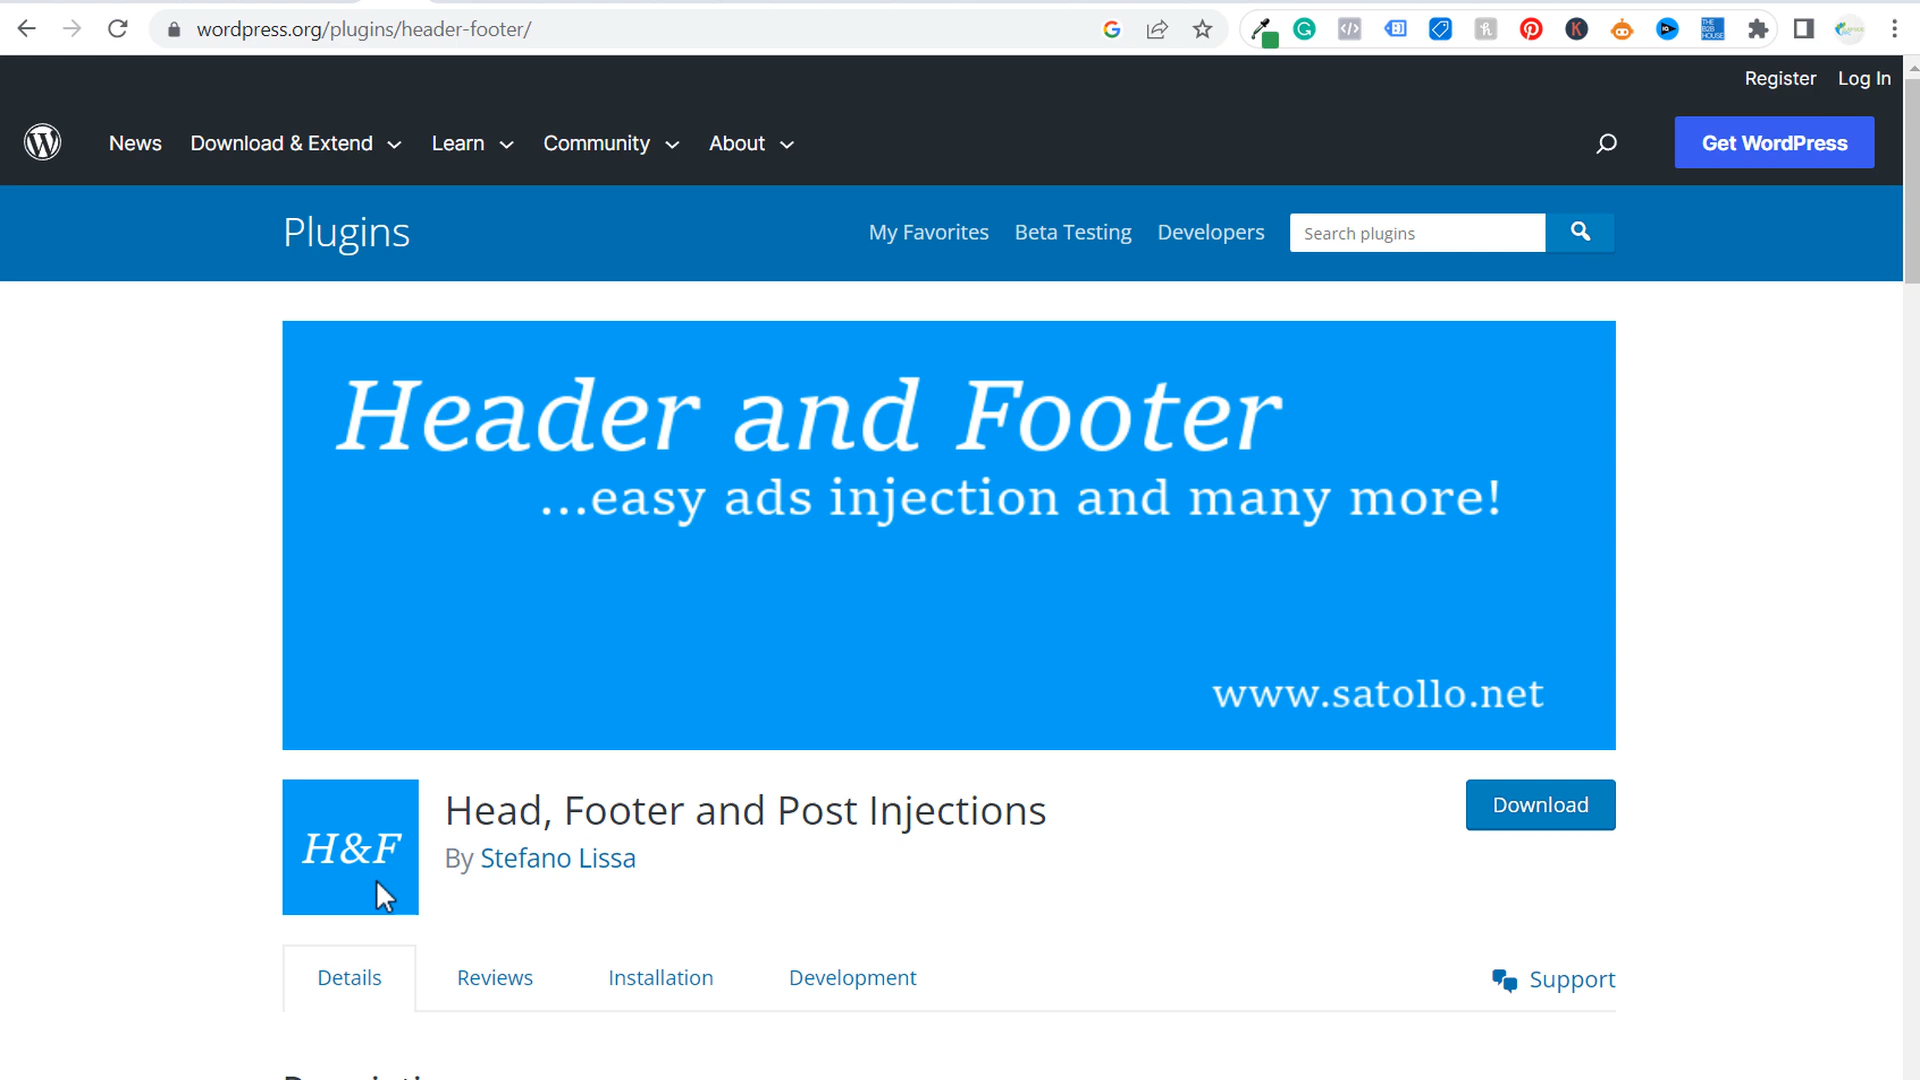 wordpress.org/plugins/header-footer/
Register Log In
News Download & Extend Learn Community About Get WordPress
Plugins My Favorites Beta Testing Developers Search plugins
Header and Footer
...easy ads injection and many more!
www.satollo.net
H&F
Head, Footer and Post Injections
Download
By Stefano Lissa
Details Reviews Installation Development Support